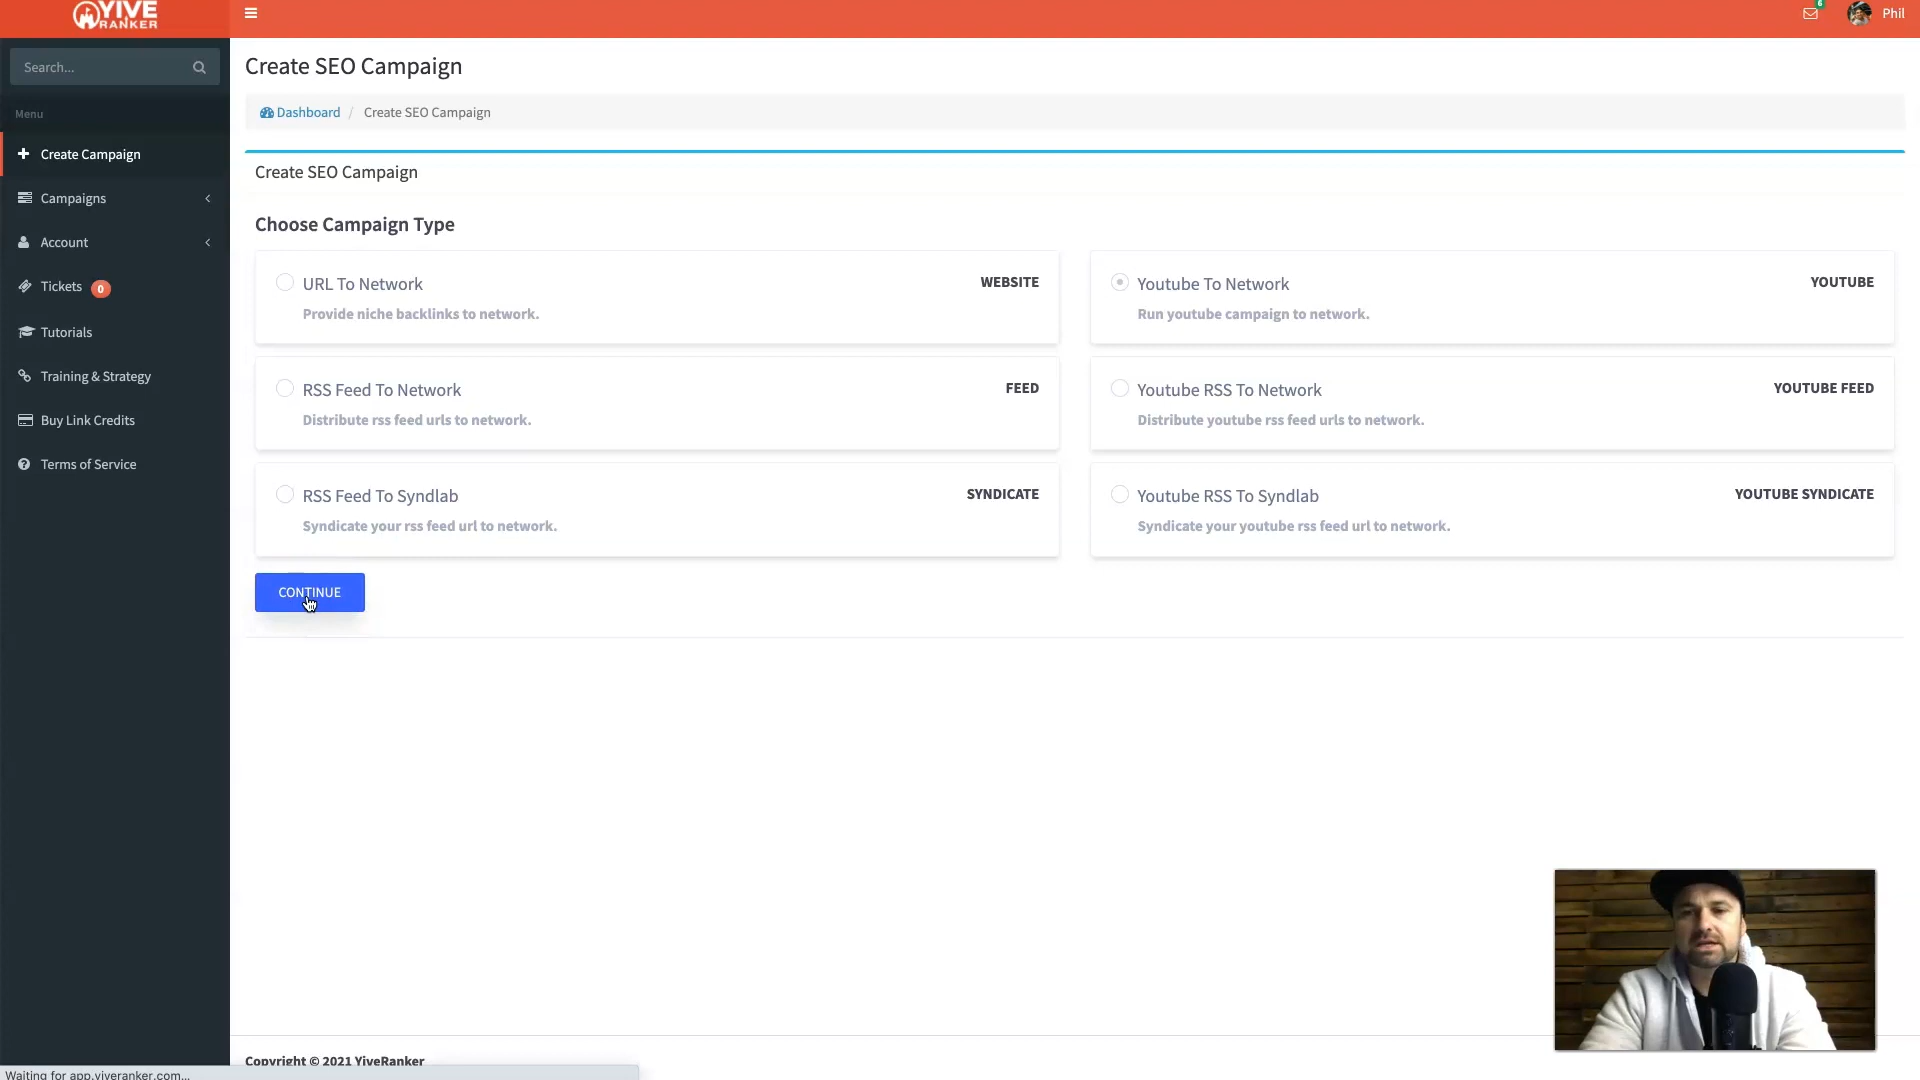 YIVE
RANKER
6
Phil
Search...
Create SEO Campaign
Menu
Dashboard / Create SEO Campaign
Create Campaign
Campaigns
Account
Tickets 0
Tutorials
Training & Strategy
Buy Link Credits
Terms of Service
Create SEO Campaign
Choose Campaign Type
URL To Network WEBSITE
Provide niche backlinks to network.
Youtube To Network YOUTUBE
Run youtube campaign to network.
RSS Feed To Network FEED
Distribute rss feed urls to network.
Youtube RSS To Network YOUTUBE FEED
Distribute youtube rss feed urls to network.
RSS Feed To Syndlab SYNDICATE
Syndicate your rss feed url to network.
Youtube RSS To Syndlab YOUTUBE SYNDICATE
Syndicate your youtube rss feed url to network.
CONTINUE
Copyright © 2021 YiveRanker
Waiting for app.yiveranker.com...